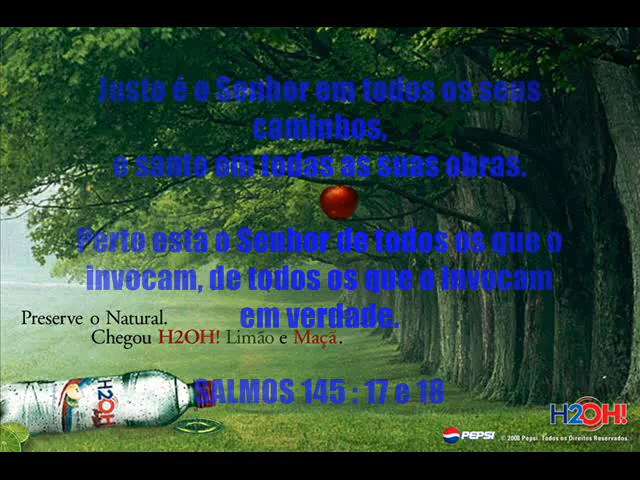 Justo é o Senhor em todos os seus
caminhos,
e santo em todas as suas obras.
Perto está o Senhor de todos os que o
invocam, de todos os que o invocam
em verdade.
Preserve o Natural.
Chegou H2OH! Limão e Maçã.
SALMOS 145 : 17 e 18
H2OH!
H2OH!
PEPSI © 2008 Pepsi. Todos os Direitos Reservados.